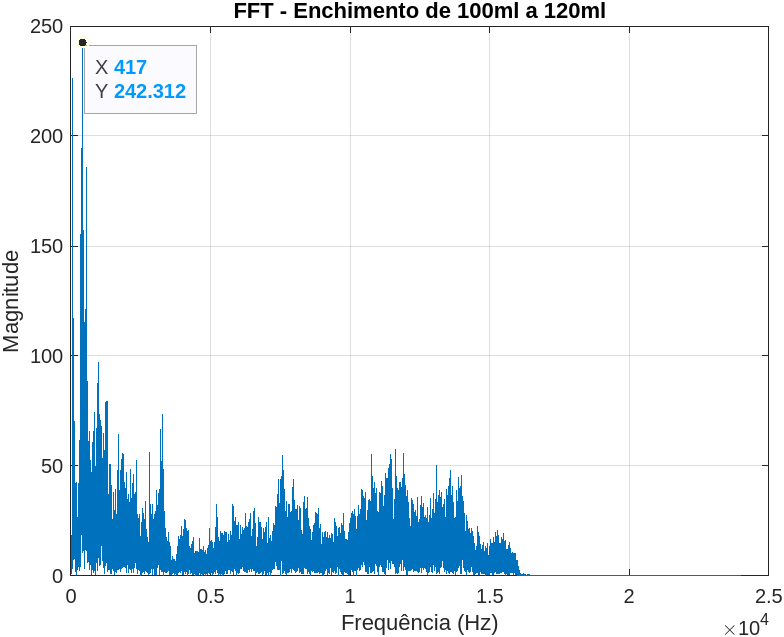 FFT - Enchimento de 100ml a 120ml
250
X 417
Y 242.312
200
150
Magnitude
100
50
0
0 0.5 1 1.5 2 2.5
Frequência (Hz)
×10^4